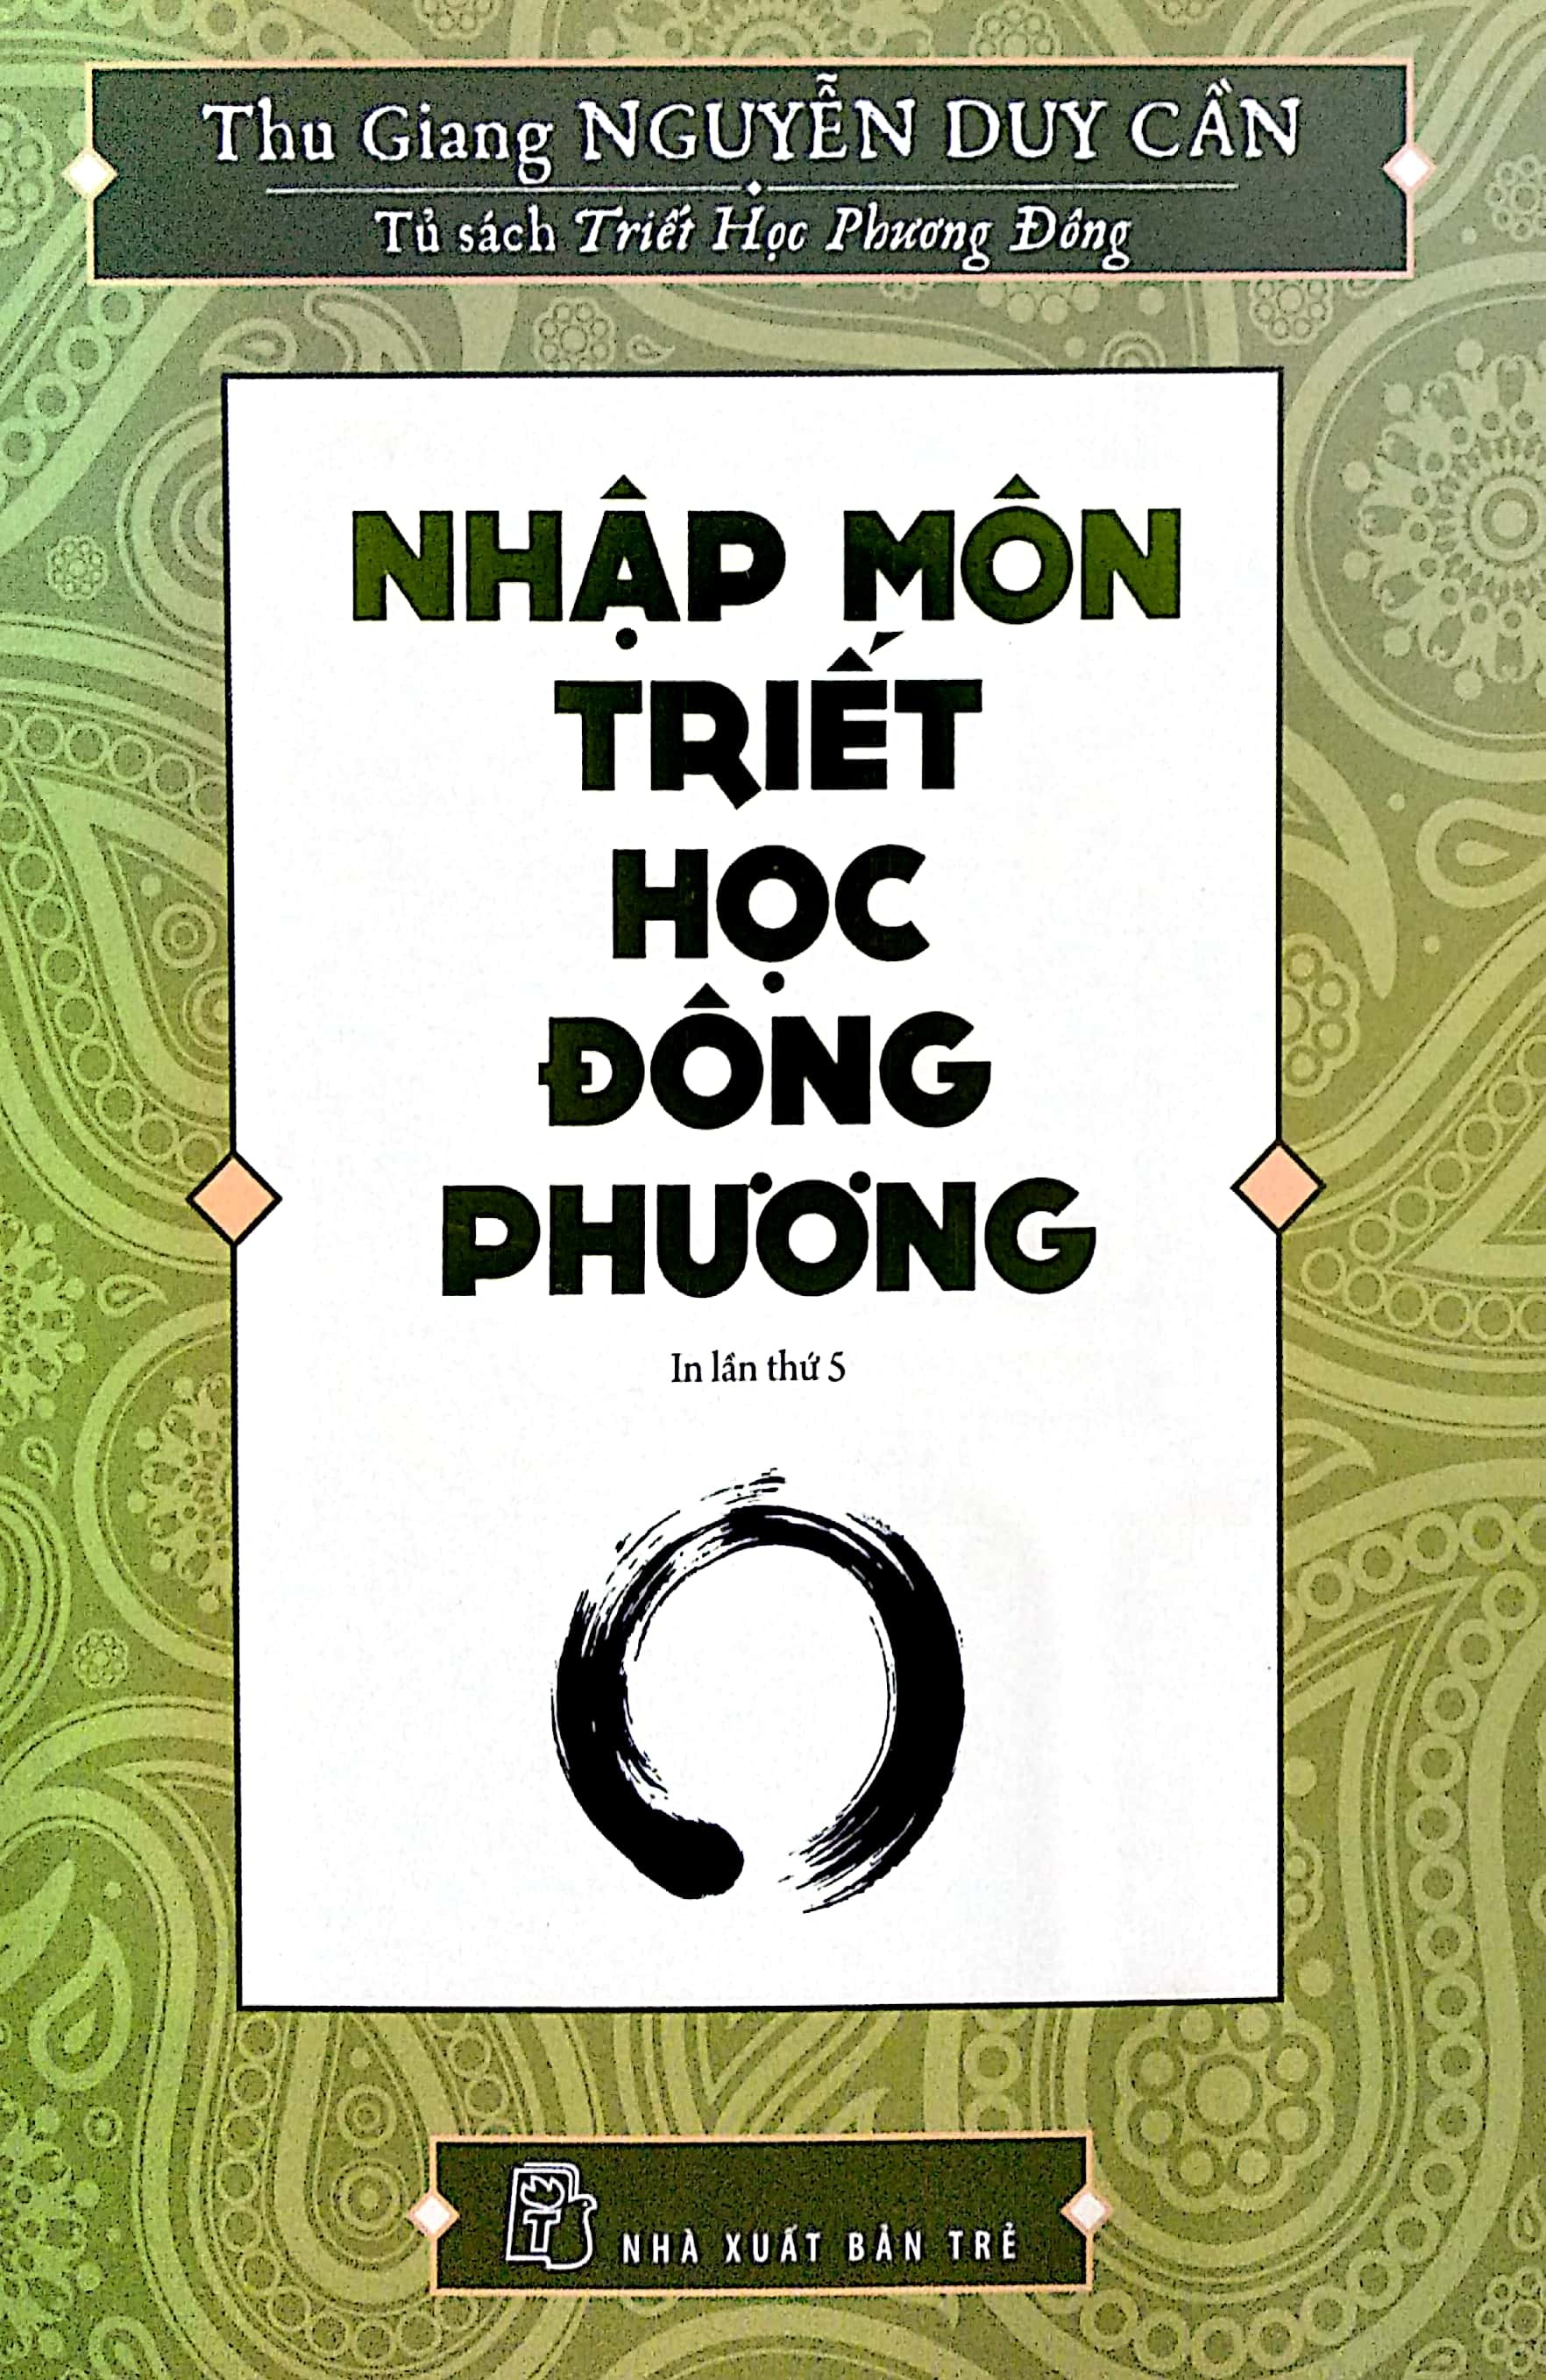 Thu Giang NGUYỄN DUY CẦN
Tủ sách Triết Học Phương Đông
NHẬP MÔN
TRIẾT
HỌC
ĐÔNG
PHƯƠNG
In lần thứ 5
NHÀ XUẤT BẢN TRẺ